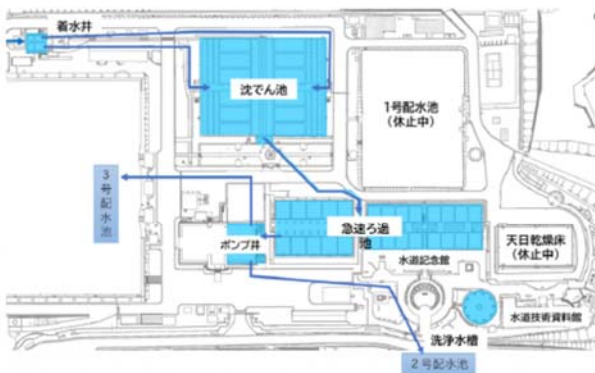 着水井
沈でん池
1号配水池
(休止中)
3号配水池
急速ろ過
池
ポンプ井
天日乾燥床
(休止中)
水道記念館
水道技術資料館
洗浄水槽
2号配水池